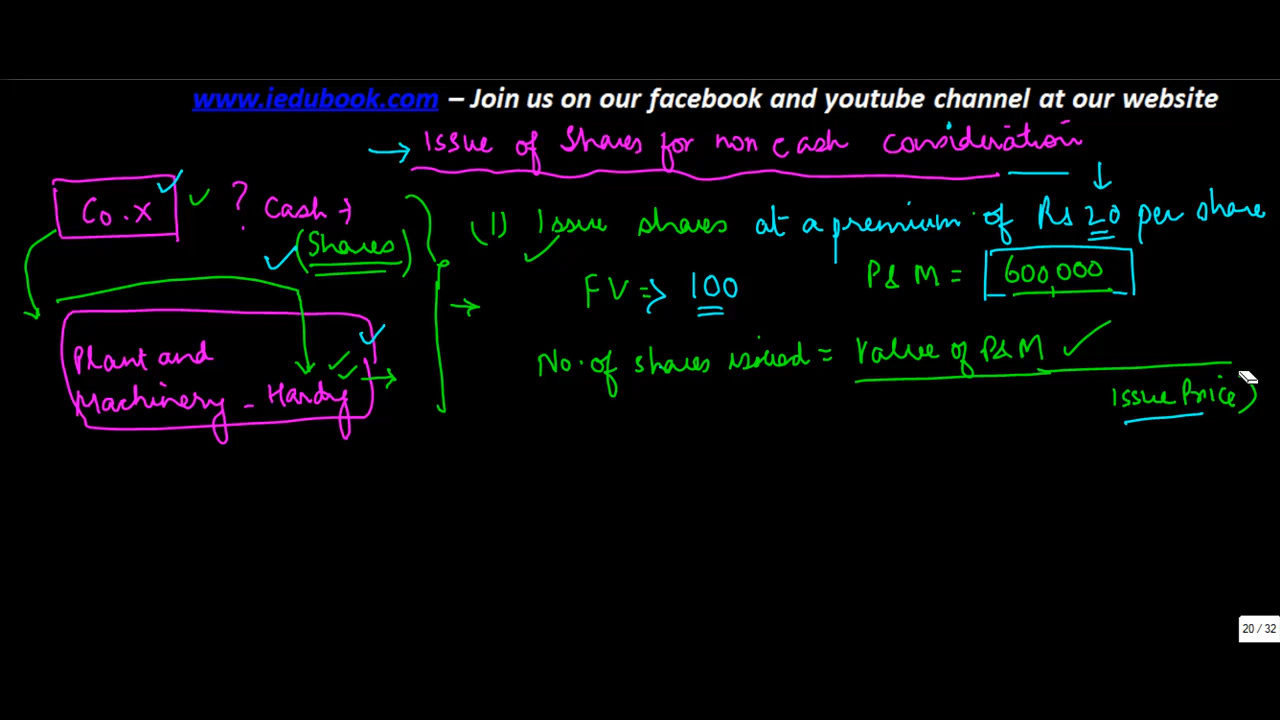 www.iedubook.com – Join us on our facebook and youtube channel at our website
Issue of Shares for non cash consideration
Co. X ? Cash
(Shares)
Plant and
Machinery - Handy
(1) Issue shares at a premium of Rs 20 per share
FV => 100 P&M = 600000
No. of shares issued = Value of P&M
Issue Price)
20 / 32